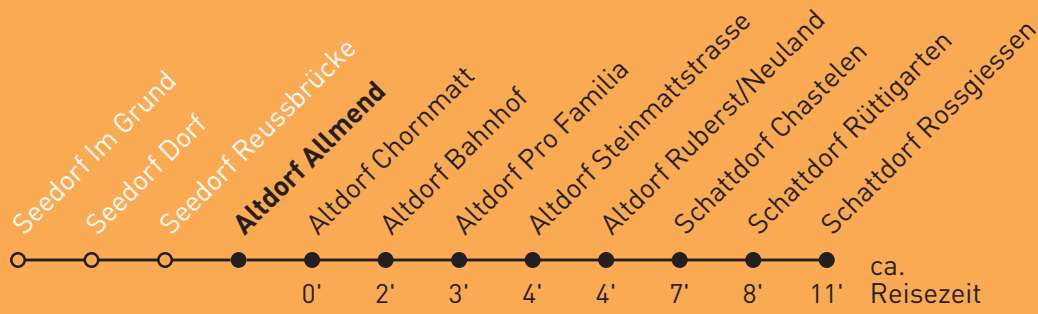 Seedorf Im Grund
Seedorf Dorf
Seedorf Reussbrücke
Altdorf Allmend
Altdorf Chornmatt
Altdorf Bahnhof
Altdorf Pro Familia
Altdorf Steinmattstrasse
Altdorf Ruberst/Neuland
Schattdorf Chastelen
Schattdorf Rüttigarten
Schattdorf Rossgiessen
0' 2' 3' 4' 4' 7' 8' 11'
ca.
Reisezeit